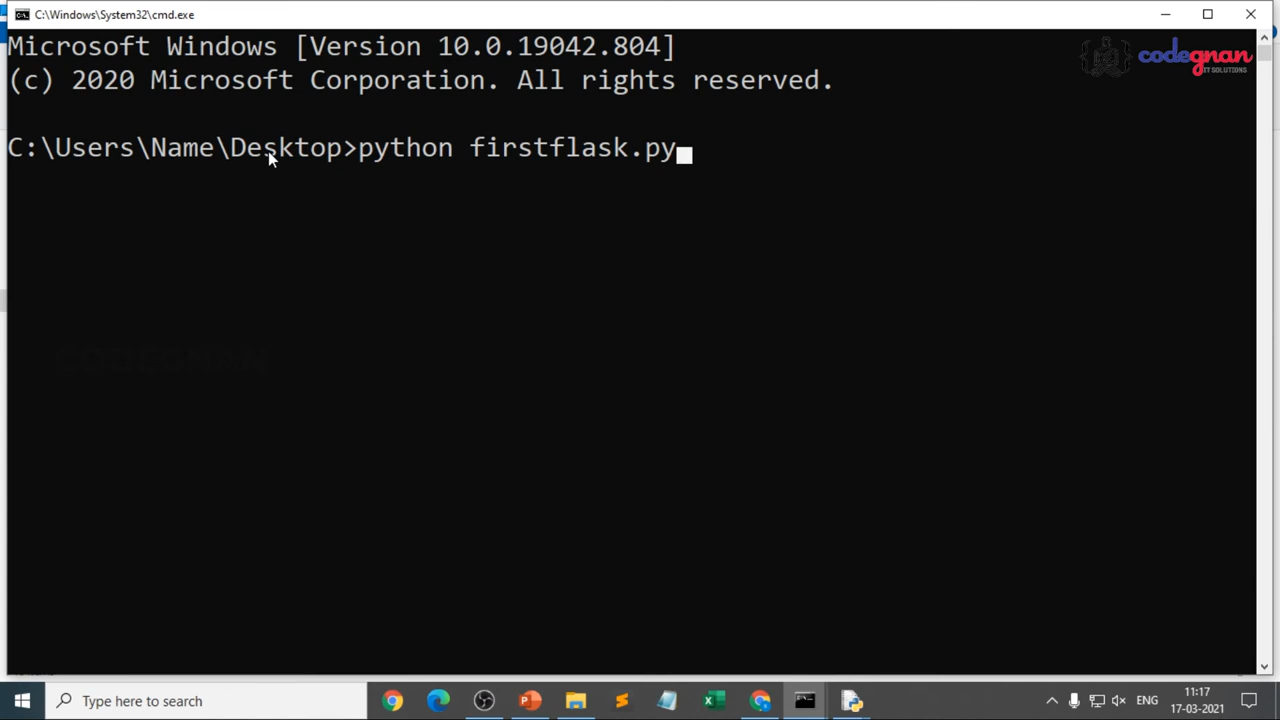 C:\Windows\System32\cmd.exe
Microsoft Windows [Version 10.0.19042.804]
(c) 2020 Microsoft Corporation. All rights reserved.
codegnan
IT SOLUTIONS
C:\Users\Name\Desktop>python firstflask.py
CODEGNAN
Type here to search
ENG
11:17
17-03-2021